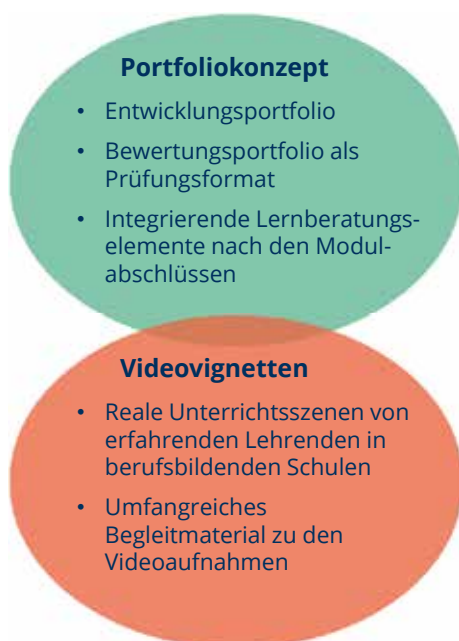 Portfoliokonzept
• Entwicklungsportfolio
• Bewertungsportfolio als
Prüfungsformat
• Integrierende Lernberatungs-
elemente nach den Modul-
abschlüssen
Videovignetten
• Reale Unterrichtsszenen von
erfahrenden Lehrenden in
berufsbildenden Schulen
• Umfangreiches
Begleitmaterial zu den
Videoaufnahmen